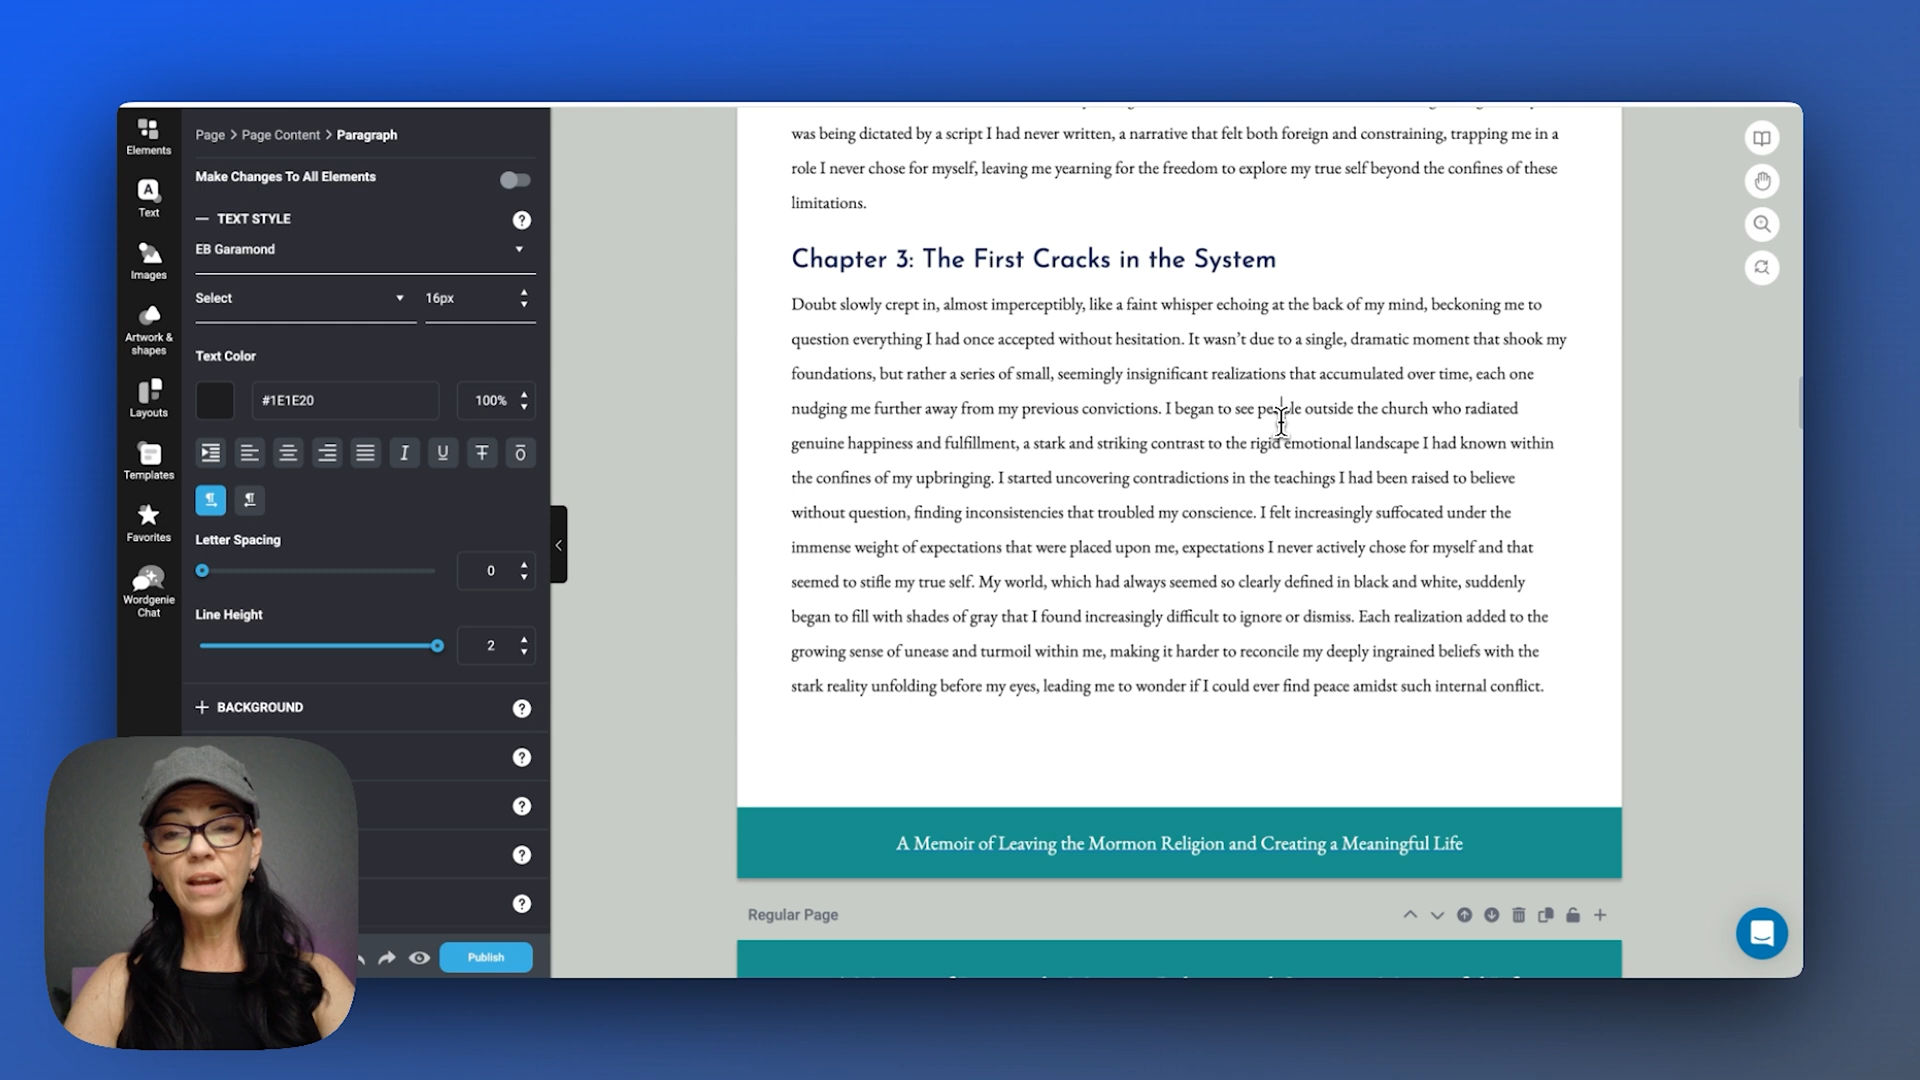 Elements
Text
Images
Artwork &
shapes
Layouts
Templates
Favorites
Wordgenie
Chat
Page > Page Content > Paragraph
Make Changes To All Elements
— TEXT STYLE
?
EB Garamond
Select
16px
Text Color
#1E1E20
100%
Letter Spacing
0
Line Height
2
+ BACKGROUND
?
?
?
?
?
Publish
was being dictated by a script I had never written, a narrative that felt both foreign and constraining, trapping me in a
role I never chose for myself, leaving me yearning for the freedom to explore my true self beyond the confines of these
limitations.
Chapter 3: The First Cracks in the System
Doubt slowly crept in, almost imperceptibly, like a faint whisper echoing at the back of my mind, beckoning me to
question everything I had once accepted without hesitation. It wasn’t due to a single, dramatic moment that shook my
foundations, but rather a series of small, seemingly insignificant realizations that accumulated over time, each one
nudging me further away from my previous convictions. I began to see people outside the church who radiated
genuine happiness and fulfillment, a stark and striking contrast to the rigid emotional landscape I had known within
the confines of my upbringing. I started uncovering contradictions in the teachings I had been raised to believe
without question, finding inconsistencies that troubled my conscience. I felt increasingly suffocated under the
immense weight of expectations that were placed upon me, expectations I never actively chose for myself and that
seemed to stifle my true self. My world, which had always seemed so clearly defined in black and white, suddenly
began to fill with shades of gray that I found increasingly difficult to ignore or dismiss. Each realization added to the
growing sense of unease and turmoil within me, making it harder to reconcile my deeply ingrained beliefs with the
stark reality unfolding before my eyes, leading me to wonder if I could ever find peace amidst such internal conflict.
A Memoir of Leaving the Mormon Religion and Creating a Meaningful Life
Regular Page